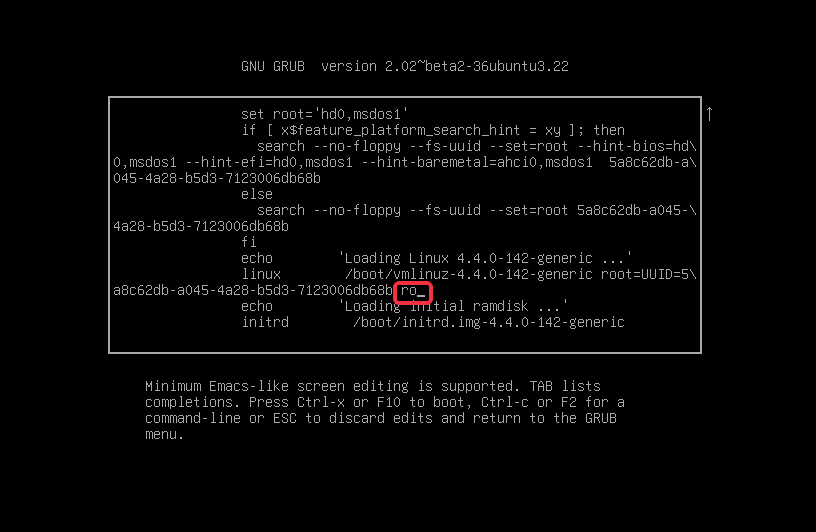 GNU GRUB  version 2.02~beta2-36ubuntu3.22
set root='hd0,msdos1'
if [ x$feature_platform_search_hint = xy ]; then
search --no-floppy --fs-uuid --set=root --hint-bios=hd\
0,msdos1 --hint-efi=hd0,msdos1 --hint-baremetal=ahci0,msdos1  5a8c62db-a\
045-4a28-b5d3-7123006db68b
else
search --no-floppy --fs-uuid --set=root 5a8c62db-a045-\
4a28-b5d3-7123006db68b
fi
echo        'Loading Linux 4.4.0-142-generic ...'
linux        /boot/vmlinuz-4.4.0-142-generic root=UUID=5\
a8c62db-a045-4a28-b5d3-7123006db68b ro_
echo        'Loading initial ramdisk ...'
initrd        /boot/initrd.img-4.4.0-142-generic
Minimum Emacs-like screen editing is supported. TAB lists
completions. Press Ctrl-x or F10 to boot, Ctrl-c or F2 for a
command-line or ESC to discard edits and return to the GRUB
menu.